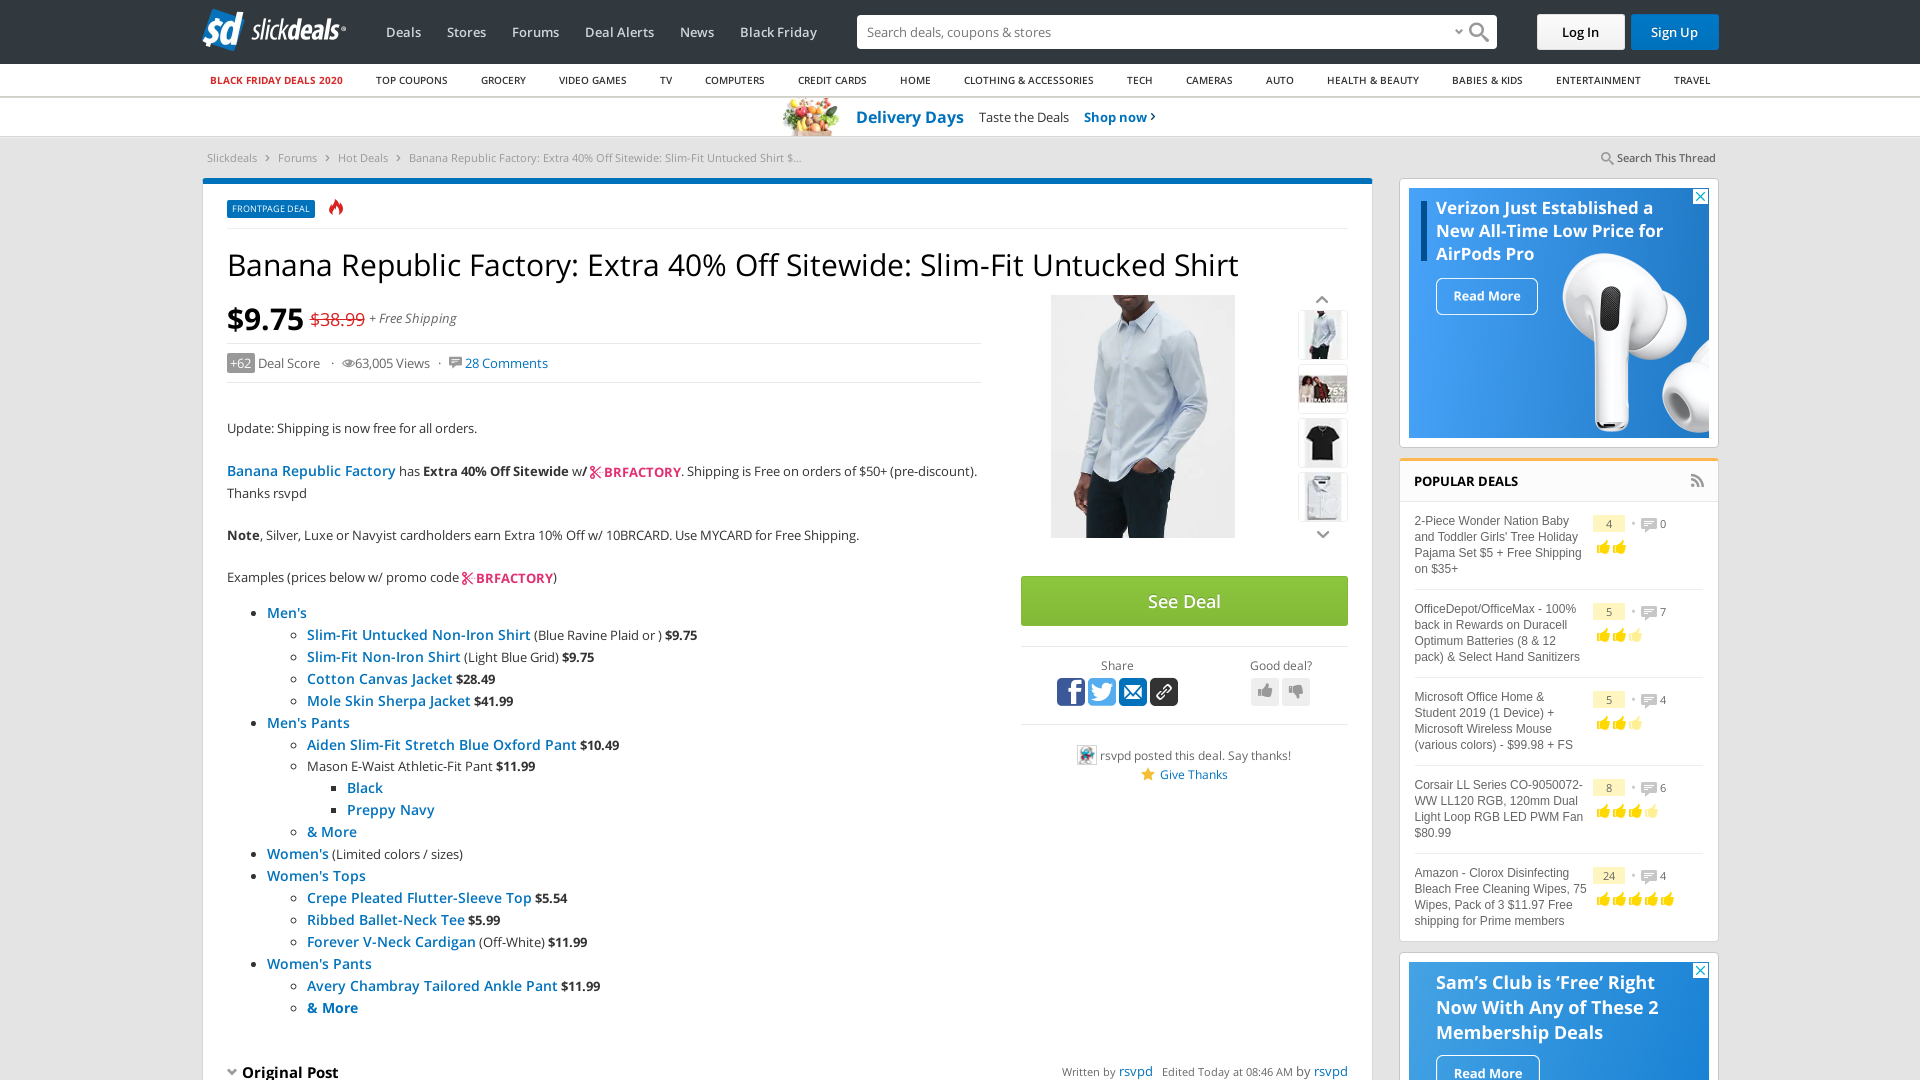 slickdeals
Deals
Stores
Forums
Deal Alerts
News
Black Friday
Search deals, coupons & stores
Log In
Sign Up
BLACK FRIDAY DEALS 2020
TOP COUPONS
GROCERY
VIDEO GAMES
TV
COMPUTERS
CREDIT CARDS
HOME
CLOTHING & ACCESSORIES
TECH
CAMERAS
AUTO
HEALTH & BEAUTY
BABIES & KIDS
ENTERTAINMENT
TRAVEL
Delivery Days Taste the Deals Shop now
Slickdeals › Forums › Hot Deals › Banana Republic Factory: Extra 40% Off Sitewide: Slim-Fit Untucked Shirt $...
Search This Thread
FRONTPAGE DEAL
Banana Republic Factory: Extra 40% Off Sitewide: Slim-Fit Untucked Shirt
$9.75 $38.99 + Free Shipping
+62 Deal Score · 63,005 Views · 28 Comments
Update: Shipping is now free for all orders.
Banana Republic Factory has Extra 40% Off Sitewide w/ BRFACTORY. Shipping is Free on orders of $50+ (pre-discount).
Thanks rsvpd
Note, Silver, Luxe or Navyist cardholders earn Extra 10% Off w/ 10BRCARD. Use MYCARD for Free Shipping.
Examples (prices below w/ promo code BRFACTORY)
Men's
Slim-Fit Untucked Non-Iron Shirt (Blue Ravine Plaid or ) $9.75
Slim-Fit Non-Iron Shirt (Light Blue Grid) $9.75
Cotton Canvas Jacket $28.49
Mole Skin Sherpa Jacket $41.99
Men's Pants
Aiden Slim-Fit Stretch Blue Oxford Pant $10.49
Mason E-Waist Athletic-Fit Pant $11.99
Black
Preppy Navy
& More
Women's (Limited colors / sizes)
Women's Tops
Crepe Pleated Flutter-Sleeve Top $5.54
Ribbed Ballet-Neck Tee $5.99
Forever V-Neck Cardigan (Off-White) $11.99
Women's Pants
Avery Chambray Tailored Ankle Pant $11.99
& More
Original Post
Written by rsvpd Edited Today at 08:46 AM by rsvpd
See Deal
Share
Good deal?
rsvpd posted this deal. Say thanks!
Give Thanks
Verizon Just Established a
New All-Time Low Price for
AirPods Pro
Read More
POPULAR DEALS
2-Piece Wonder Nation Baby
and Toddler Girls' Tree Holiday
Pajama Set $5 + Free Shipping
on $35+
4 • 0
OfficeDepot/OfficeMax - 100%
back in Rewards on Duracell
Optimum Batteries (8 & 12
pack) & Select Hand Sanitizers
5 • 7
Microsoft Office Home &
Student 2019 (1 Device) +
Microsoft Wireless Mouse
(various colors) - $99.98 + FS
5 • 4
Corsair LL Series CO-9050072-
WW LL120 RGB, 120mm Dual
Light Loop RGB LED PWM Fan
$80.99
8 • 6
Amazon - Clorox Disinfecting
Bleach Free Cleaning Wipes, 75
Wipes, Pack of 3 $11.97 Free
shipping for Prime members
24 • 4
Sam's Club is 'Free' Right
Now With Any of These 2
Membership Deals
Read More